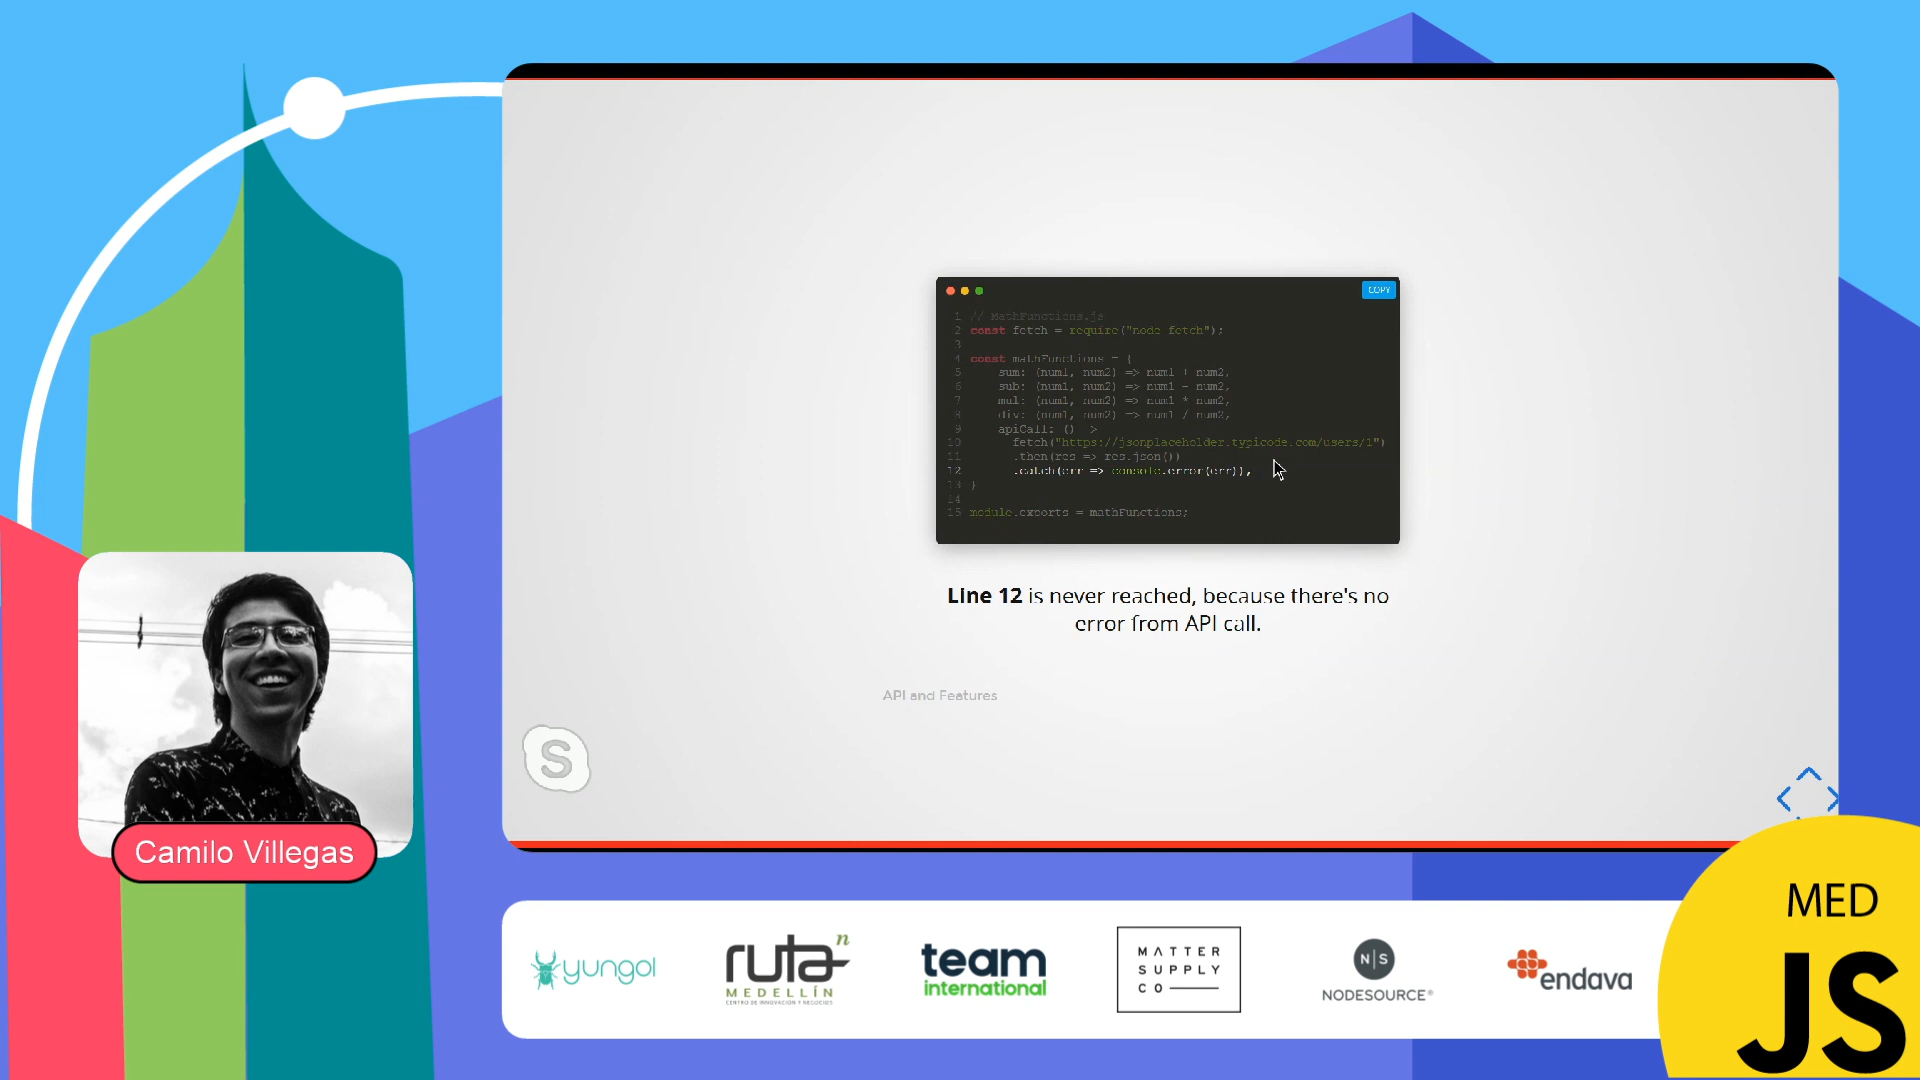 COPY
1 // MathFunctions.js
2 const fetch = require("node fetch");
3
4 const mathFunctions = {
5 sum: (num1, num2) => num1 + num2,
6 sub: (num1, num2) => num1 - num2,
7 mul: (num1, num2) => num1 * num2,
8 div: (num1, num2) => num1 / num2,
9 apiCall: () >
10 fetch("https://jsonplaceholder.typicode.com/users/1")
11 .then(res => res.json())
12 .catch(err => console.error(err)),
13 }
14
15 module.exports = mathFunctions;
Line 12 is never reached, because there's no
error from API call.
API and Features
S
Camilo Villegas
yungol
ruta n
MEDELLÍN
CENTRO DE INNOVACIÓN Y NEGOCIOS
team
international
MATTER
SUPPLY
CO
N|S
NODESOURCE®
endava
MED
JS